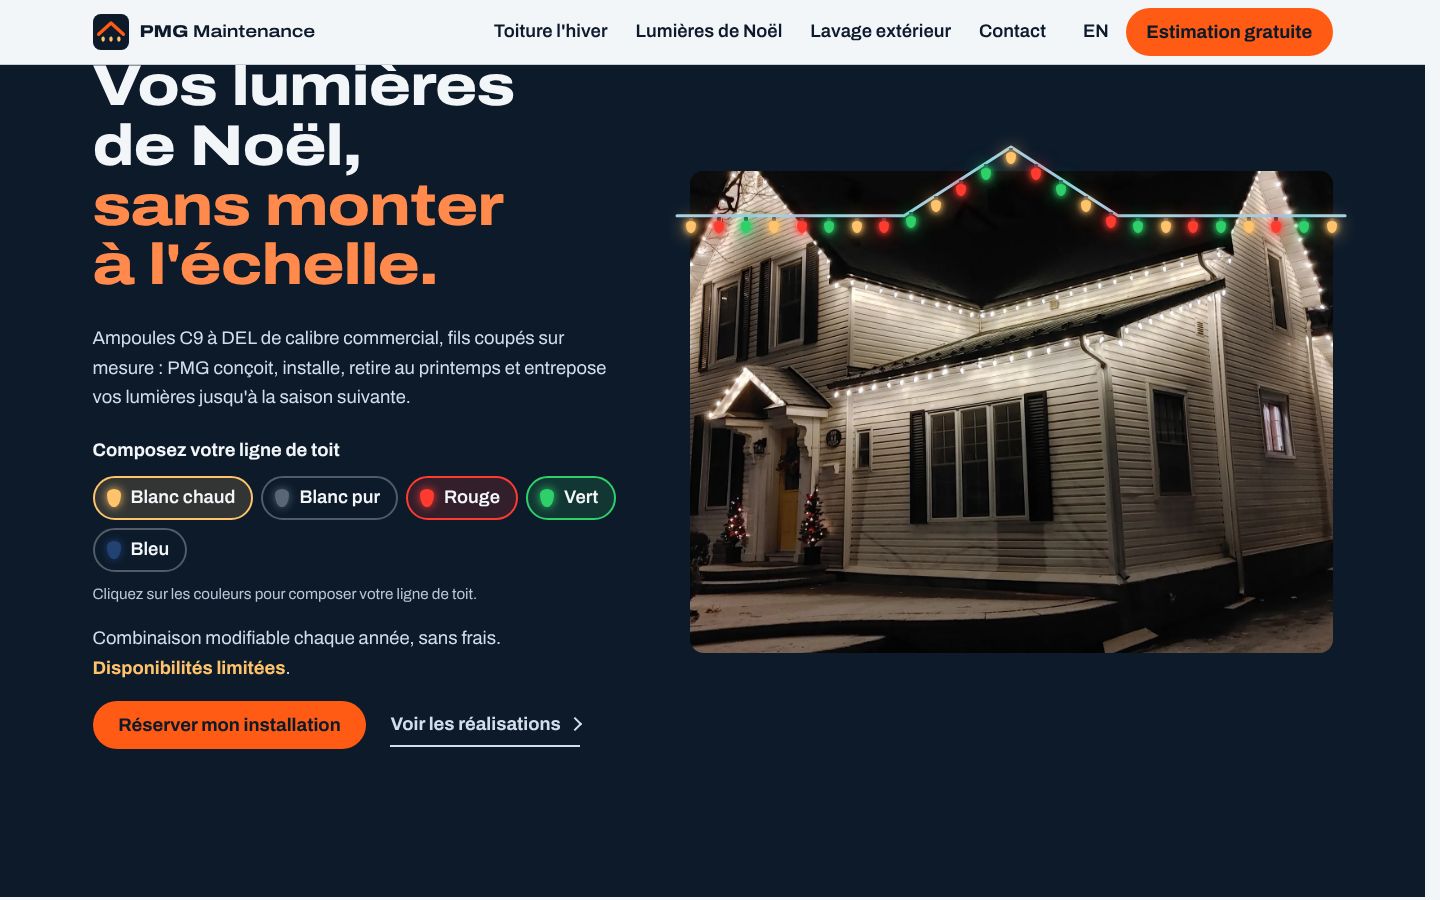 PMG Maintenance
Toiture l'hiver
Lumières de Noël
Lavage extérieur
Contact
EN
Estimation gratuite
Vos lumières
de Noël,
sans monter
à l'échelle.
Ampoules C9 à DEL de calibre commercial, fils coupés sur
mesure : PMG conçoit, installe, retire au printemps et entrepose
vos lumières jusqu'à la saison suivante.
Composez votre ligne de toit
Blanc chaud
Blanc pur
Rouge
Vert
Bleu
Cliquez sur les couleurs pour composer votre ligne de toit.
Combinaison modifiable chaque année, sans frais.
Disponibilités limitées.
Réserver mon installation
Voir les réalisations